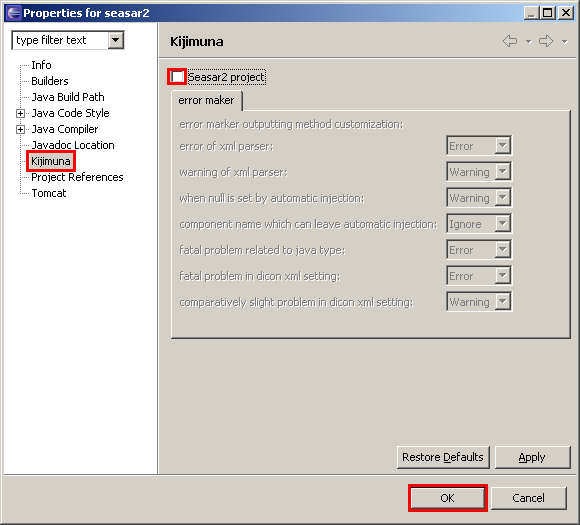 Properties for seasar2
type filter text
Info
Builders
Java Build Path
Java Code Style
Java Compiler
Javadoc Location
Kijimuna
Project References
Tomcat
Kijimuna
Seasar2 project
error maker
error marker outputting method customization:
error of xml parser: Error
warning of xml parser: Warning
when null is set by automatic injection: Warning
component name which can leave automatic injection: Ignore
fatal problem related to java type: Error
fatal problem in dicon xml setting: Error
comparatively slight problem in dicon xml setting: Warning
Restore Defaults Apply
OK Cancel